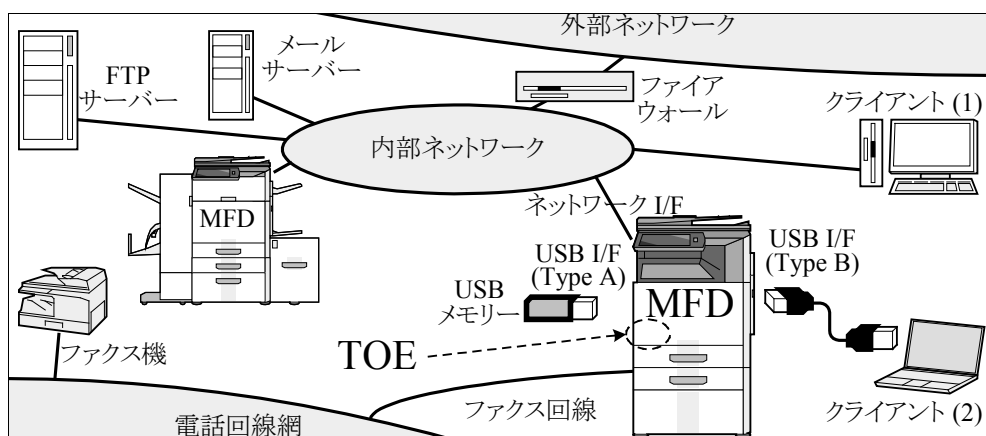 外部ネットワーク
FTP
サーバー
メール
サーバー
ファイア
ウォール
クライアント (1)
内部ネットワーク
MFD
ネットワーク I/F
USB I/F
(Type A)
USB I/F
(Type B)
USB
メモリー
MFD
TOE
ファクス機
ファクス回線
クライアント (2)
電話回線網